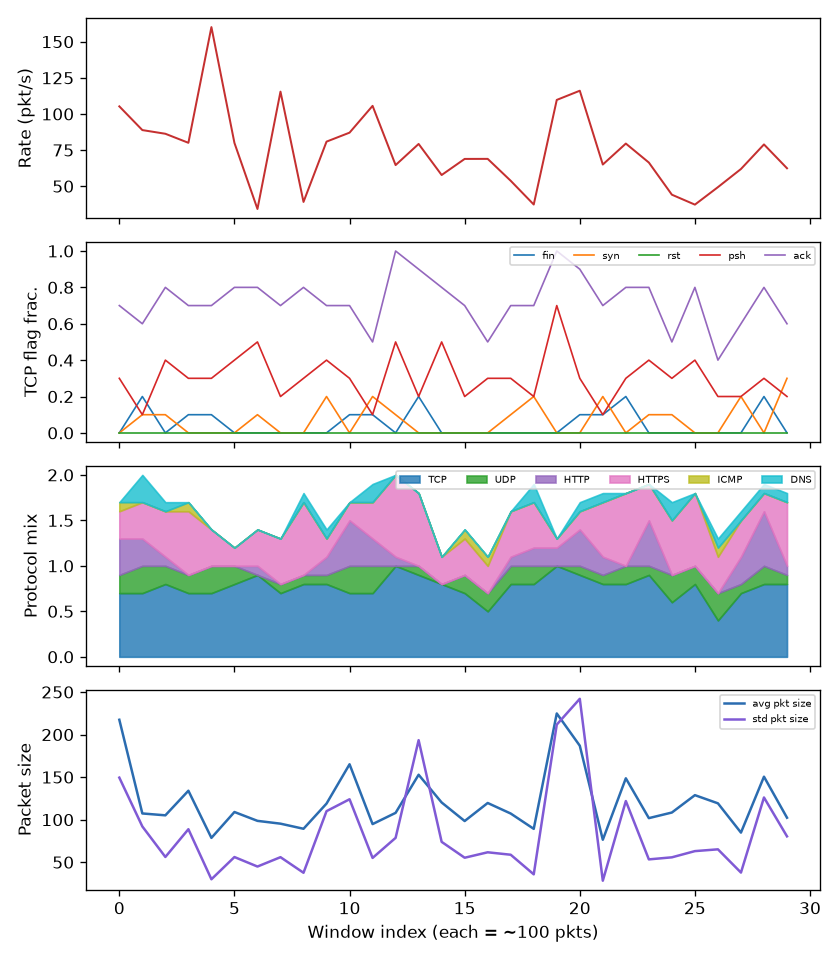 Rate (pkt/s)
150
125
100
75
50
TCP flag frac.
1.0
0.8
0.6
0.4
0.2
0.0
fin syn rst psh ack
Protocol mix
2.0
1.5
1.0
0.5
0.0
TCP UDP HTTP HTTPS ICMP DNS
Packet size
250
200
150
100
50
avg pkt size
std pkt size
0 5 10 15 20 25 30
Window index (each = ~100 pkts)